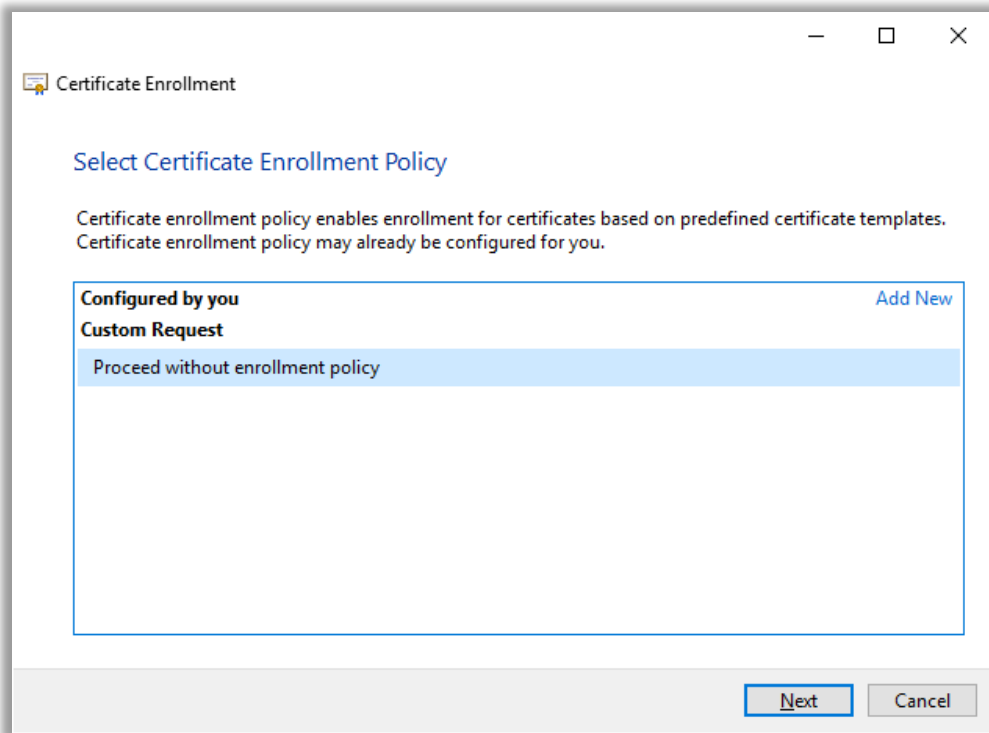 Certificate Enrollment
Select Certificate Enrollment Policy
Certificate enrollment policy enables enrollment for certificates based on predefined certificate templates.
Certificate enrollment policy may already be configured for you.
Configured by you Add New
Custom Request
Proceed without enrollment policy
Next Cancel